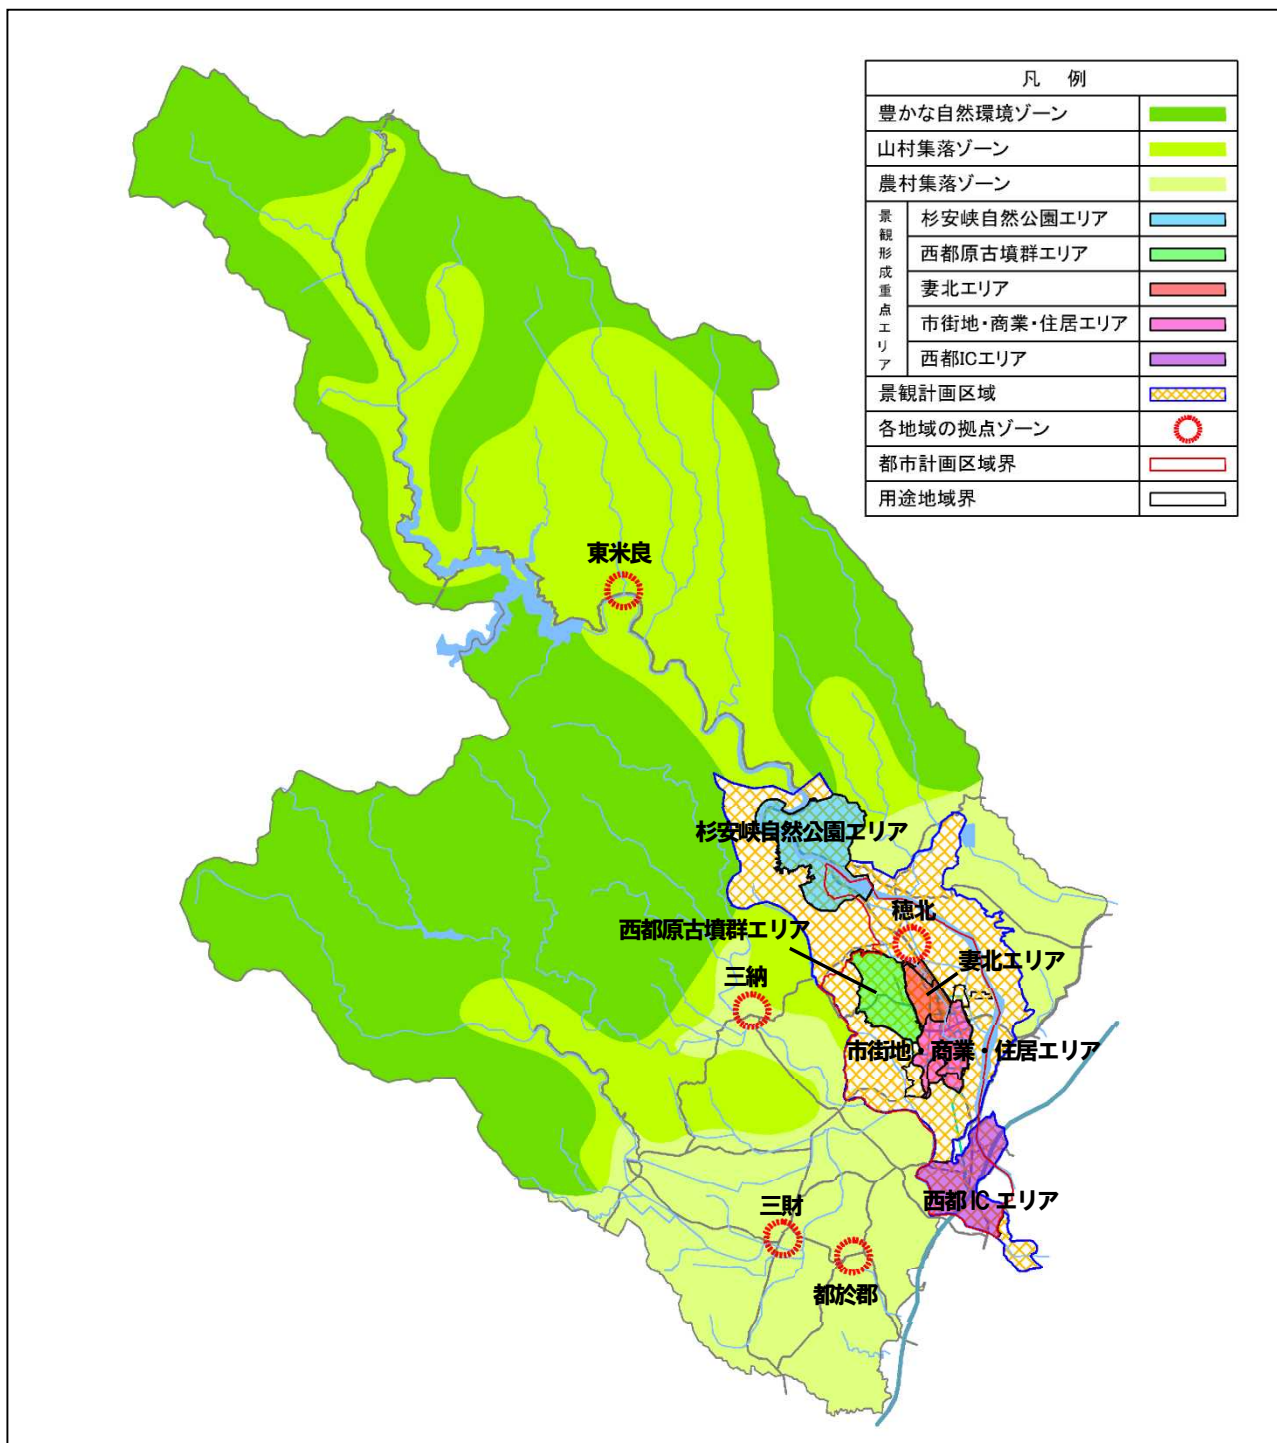 凡 例
豊かな自然環境ゾーン
山村集落ゾーン
農村集落ゾーン
景観形成重点エリア
杉安峡自然公園エリア
西都原古墳群エリア
妻北エリア
市街地・商業・住居エリア
西都ICエリア
景観計画区域
各地域の拠点ゾーン
都市計画区域界
用途地域界
東米良
杉安峡自然公園エリア
穂北
西都原古墳群エリア
妻北エリア
三納
市街地・商業・住居エリア
西都ICエリア
三財
都於郡